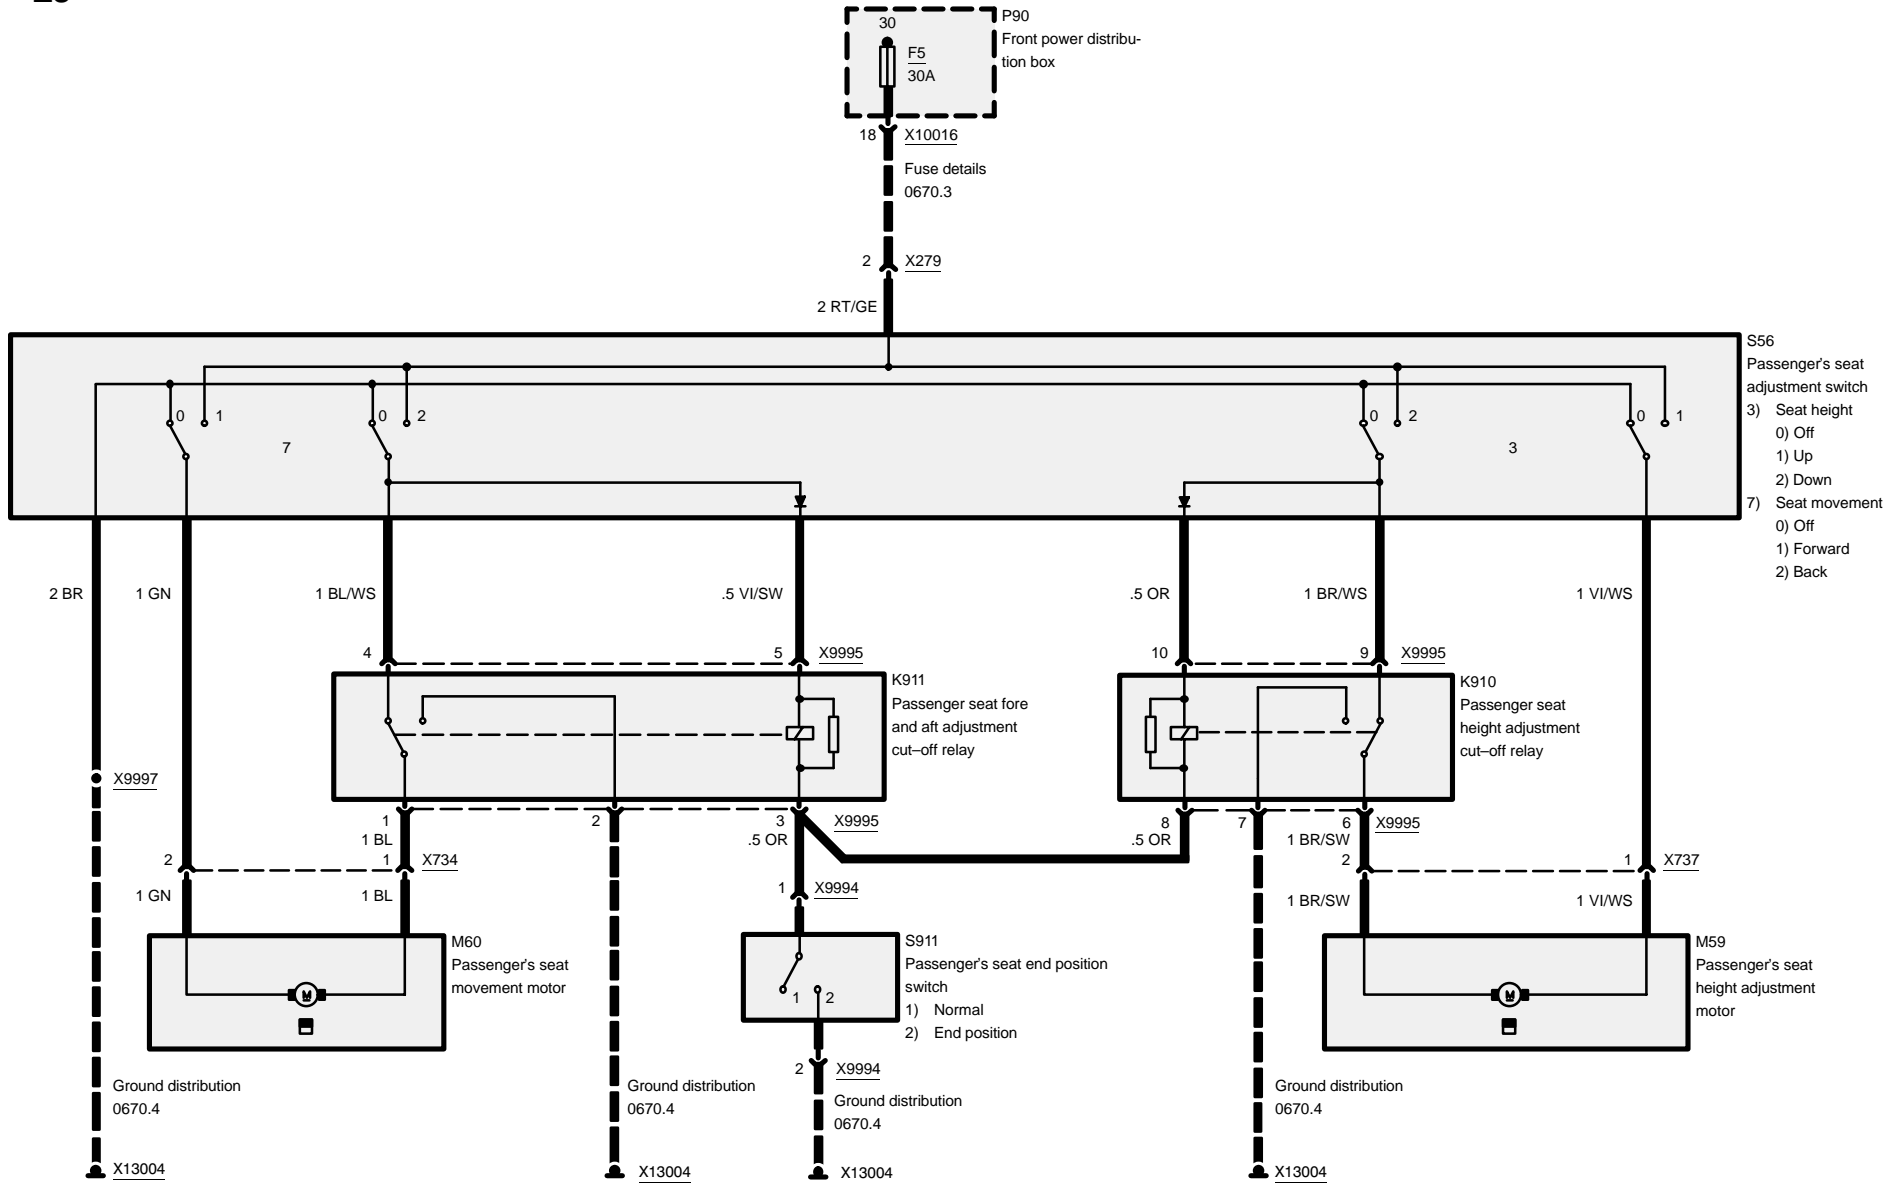 P90
30
Front power distribu-
F5
tion box
30A
18 X10016
Fuse details
0670.3
2 X279
2 RT/GE
S56
Passenger's seat
adjustment switch
3) Seat height
0) Off
1) Up
2) Down
7) Seat movement
0) Off
1) Forward
2) Back
0 1 0 2 0 2 0 1
7 3
2 BR 1 GN 1 BL/WS .5 VI/SW .5 OR 1 BR/WS 1 VI/WS
4 5 X9995 10 9 X9995
K911
Passenger seat fore
and aft adjustment
cut–off relay
K910
Passenger seat
height adjustment
cut–off relay
X9997
1 2 3 X9995 8 7 6 X9995
1 BL .5 OR .5 OR 1 BR/SW
2 1 X734 2 1 X737
1 GN 1 BL 1 X9994 1 BR/SW 1 VI/WS
M60
Passenger's seat
movement motor
M
S911
Passenger's seat end position
switch
1) Normal
2) End position
1 2
M59
Passenger's seat
height adjustment
motor
M
2 X9994
Ground distribution
0670.4
Ground distribution
0670.4
Ground distribution
0670.4
Ground distribution
0670.4
X13004 X13004 X13004 X13004